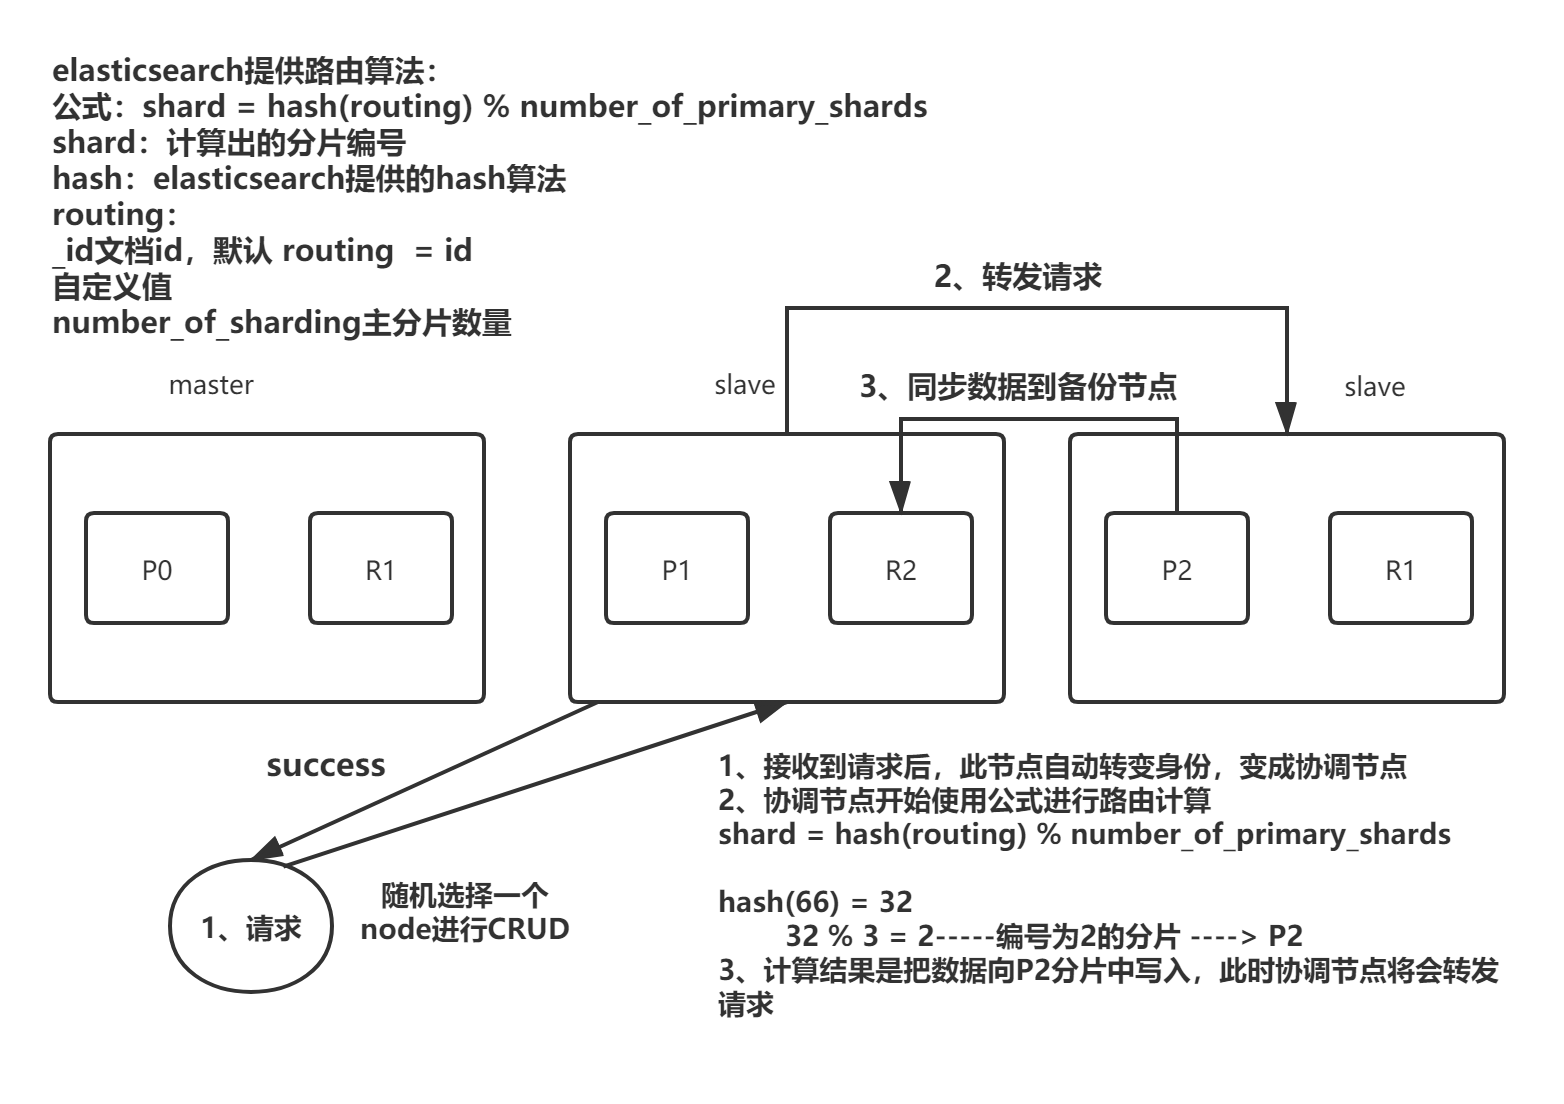 elasticsearch提供路由算法：
公式：shard = hash(routing) % number_of_primary_shards
shard：计算出的分片编号
hash：elasticsearch提供的hash算法
routing：
_id文档id，默认 routing  = id
自定义值
number_of_sharding主分片数量
2、转发请求
master
slave
3、同步数据到备份节点
slave
P0
R1
P1
R2
P2
R1
success
1、请求
随机选择一个
node进行CRUD
1、接收到请求后，此节点自动转变身份，变成协调节点
2、协调节点开始使用公式进行路由计算
shard = hash(routing) % number_of_primary_shards
hash(66) = 32
32 % 3 = 2-----编号为2的分片 ----> P2
3、计算结果是把数据向P2分片中写入，此时协调节点将会转发
请求